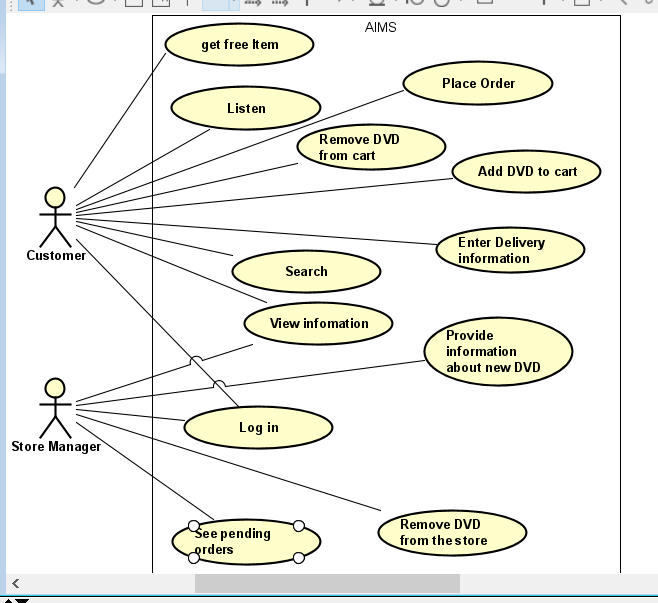 AIMS
get free Item
Place Order
Listen
Remove DVD
from cart
Add DVD to cart
Customer
Enter Delivery
information
Search
View infomation
Provide
information
about new DVD
Store Manager
Log in
See pending
orders
Remove DVD
from the store